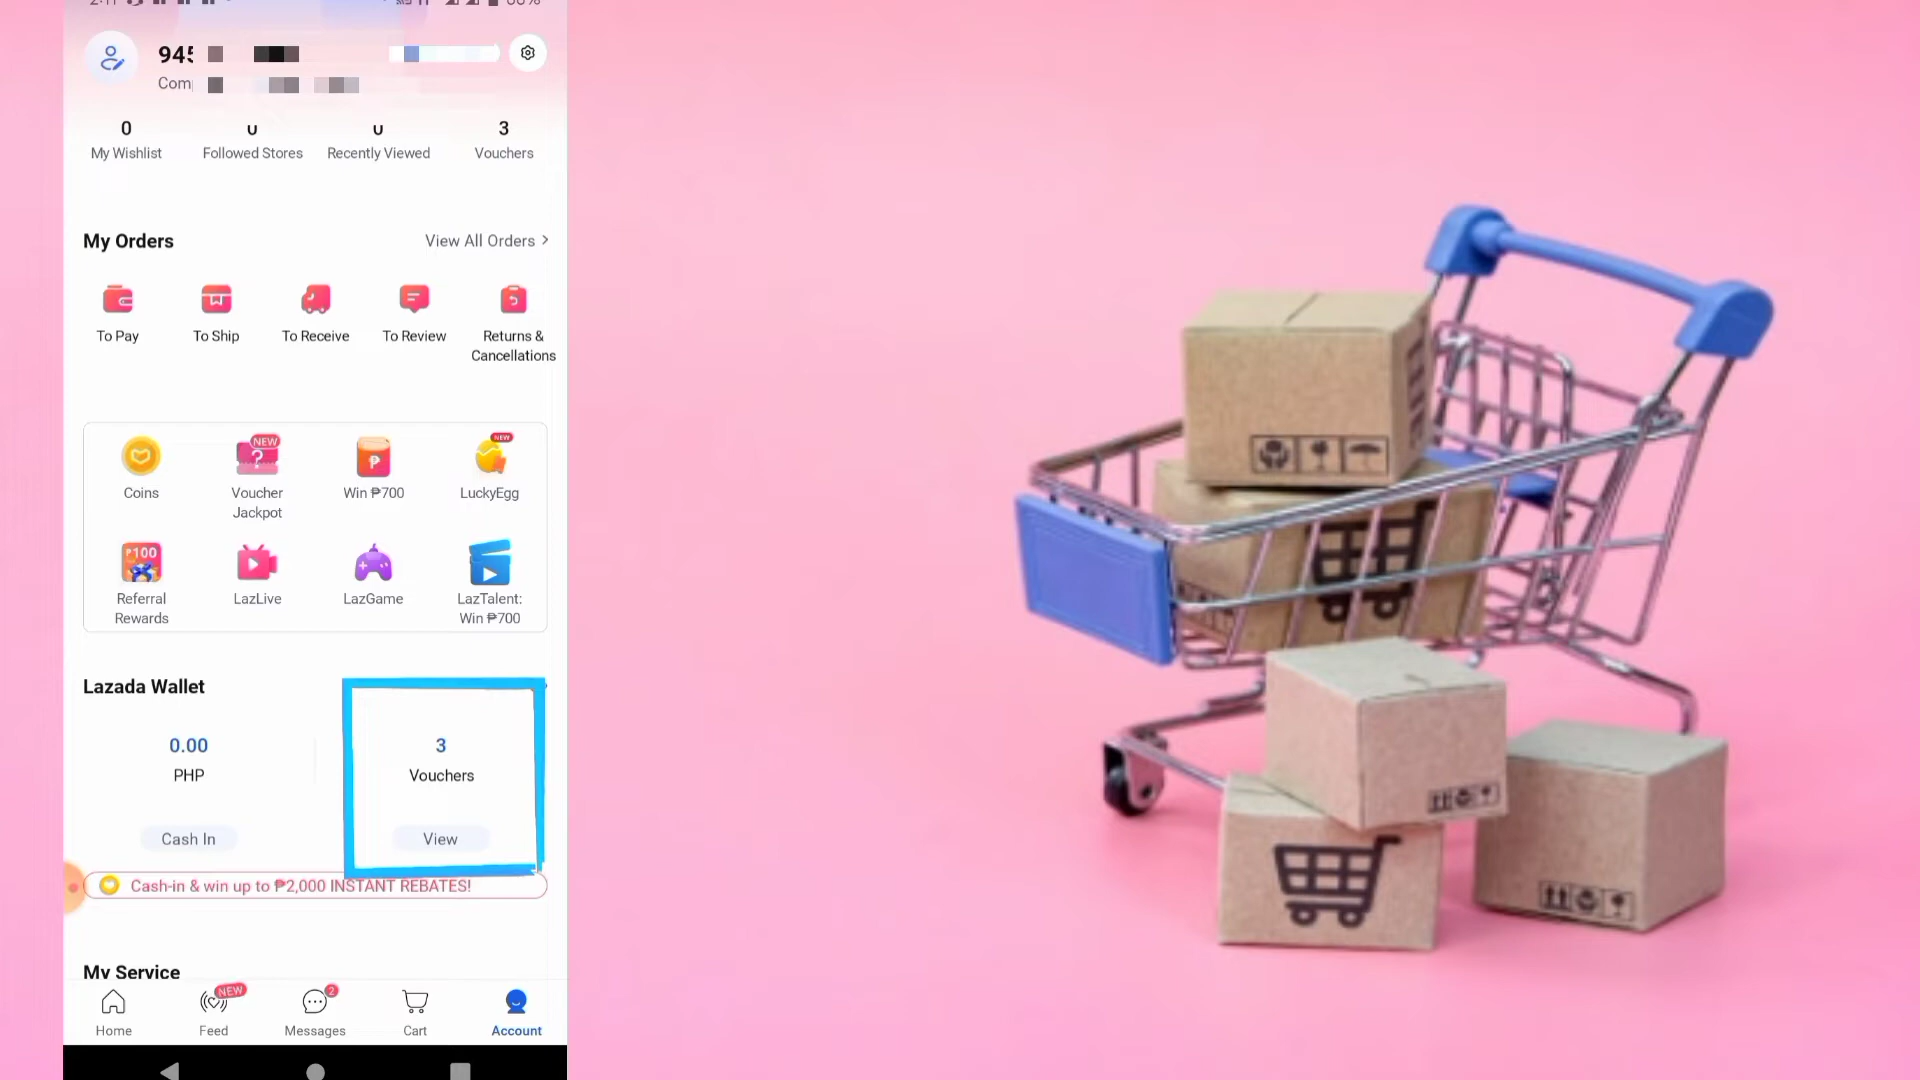 945
Com
0
0
0
3
My Wishlist
Followed Stores
Recently Viewed
Vouchers
My Orders
View All Orders >
To Pay
To Ship
To Receive
To Review
Returns &
Cancellations
NEW
NEW
Coins
Voucher
Jackpot
Win ₱700
LuckyEgg
₱100
Referral
Rewards
LazLive
LazGame
LazTalent:
Win ₱700
Lazada Wallet
0.00
PHP
3
Vouchers
Cash In
View
Cash-in & win up to ₱2,000 INSTANT REBATES!
My Service
NEW
2
Home
Feed
Messages
Cart
Account